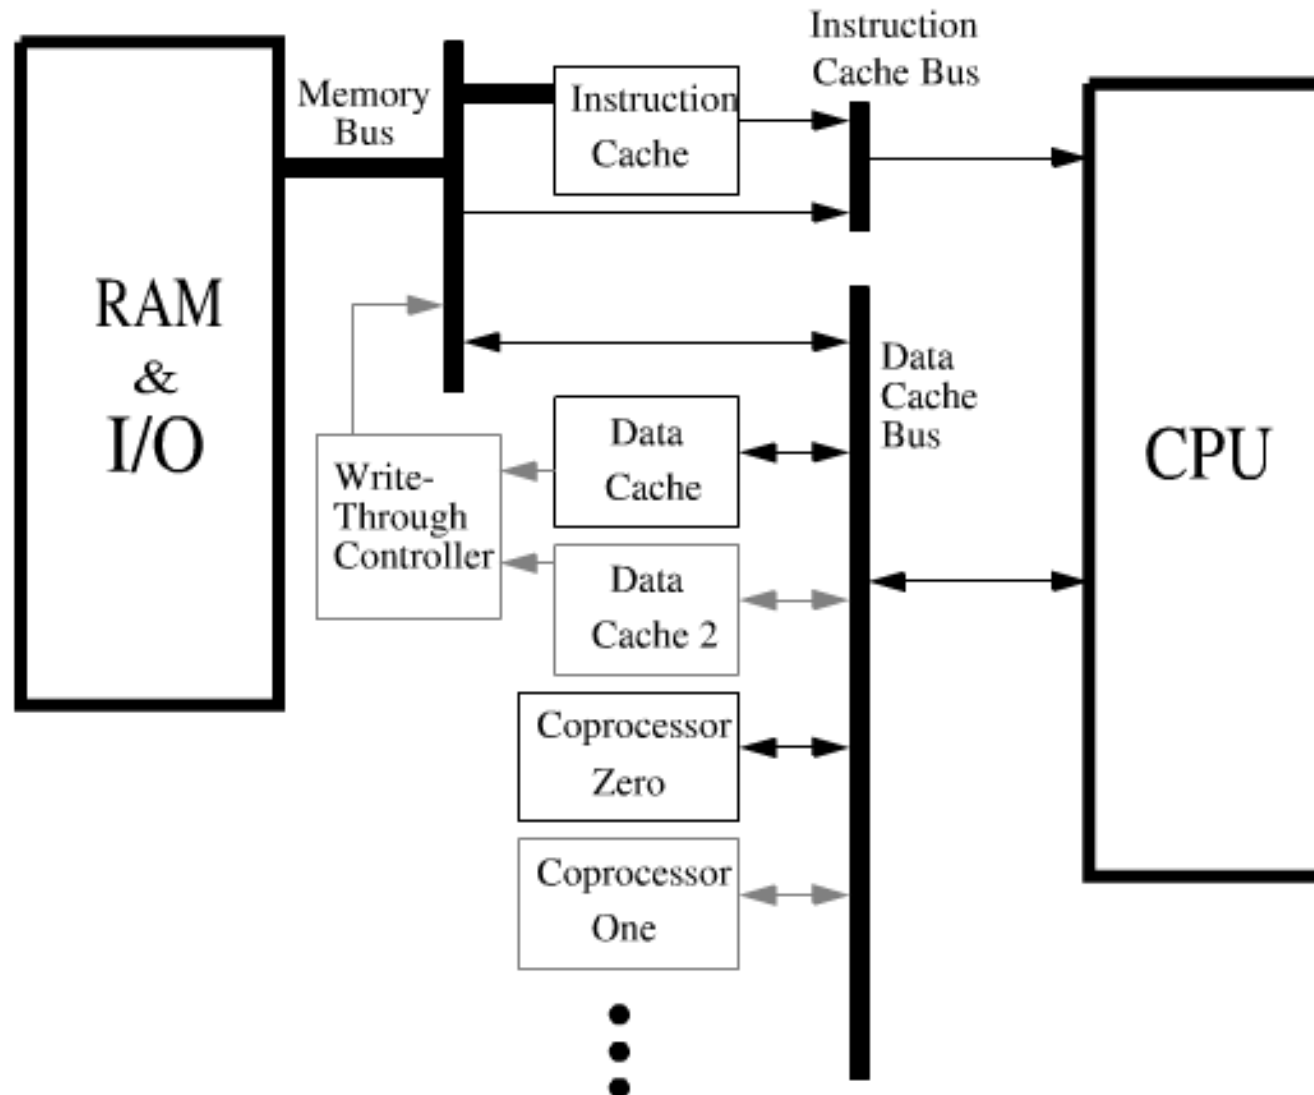 Instruction
Cache Bus
Memory
Bus
Instruction
Cache
RAM
&
I/O
Data
Cache
Bus
CPU
Write-
Through
Controller
Data
Cache
Data
Cache 2
Coprocessor
Zero
Coprocessor
One